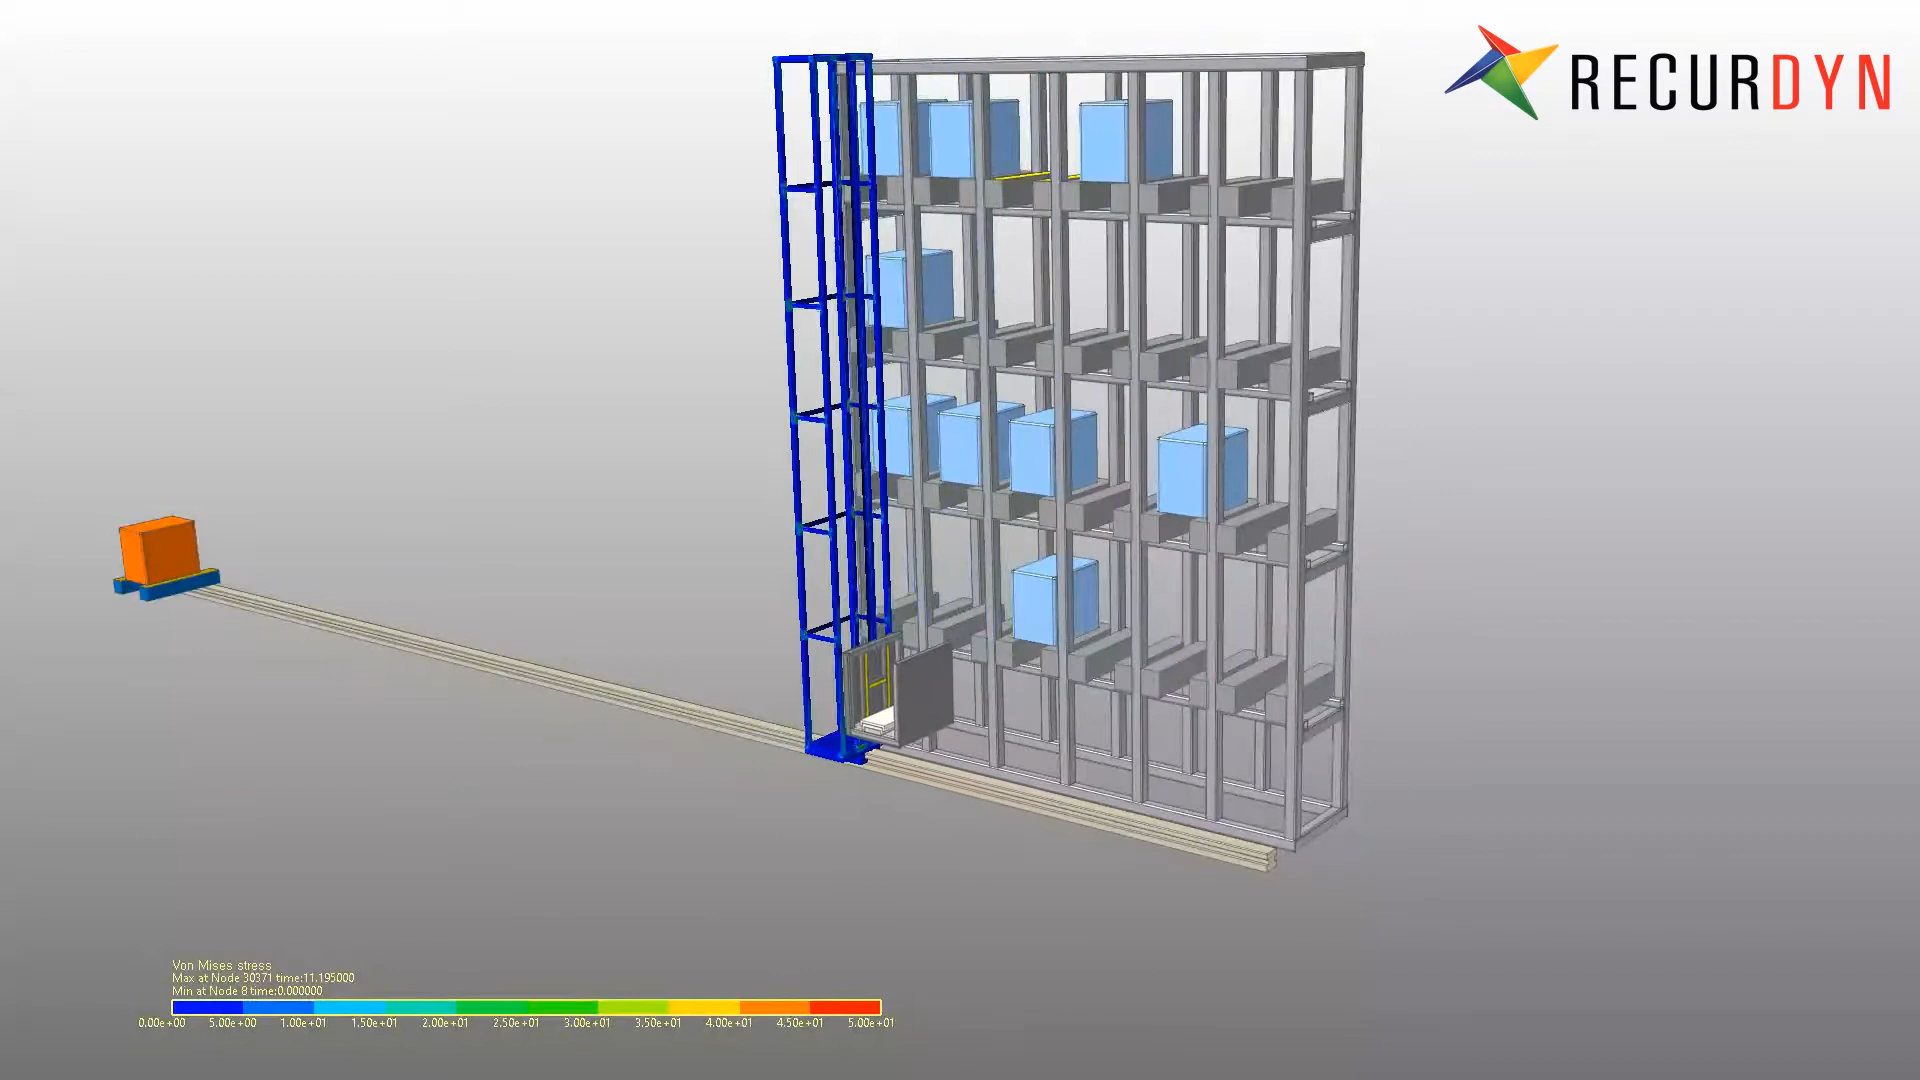 RECURDYN
Von Mises stress
Max at Node 30371 time:11.195000
Min at Node 8 time:0.000000
0.00e+00 5.00e+00 1.00e+01 1.50e+01 2.00e+01 2.50e+01 3.00e+01 3.50e+01 4.00e+01 4.50e+01 5.00e+01